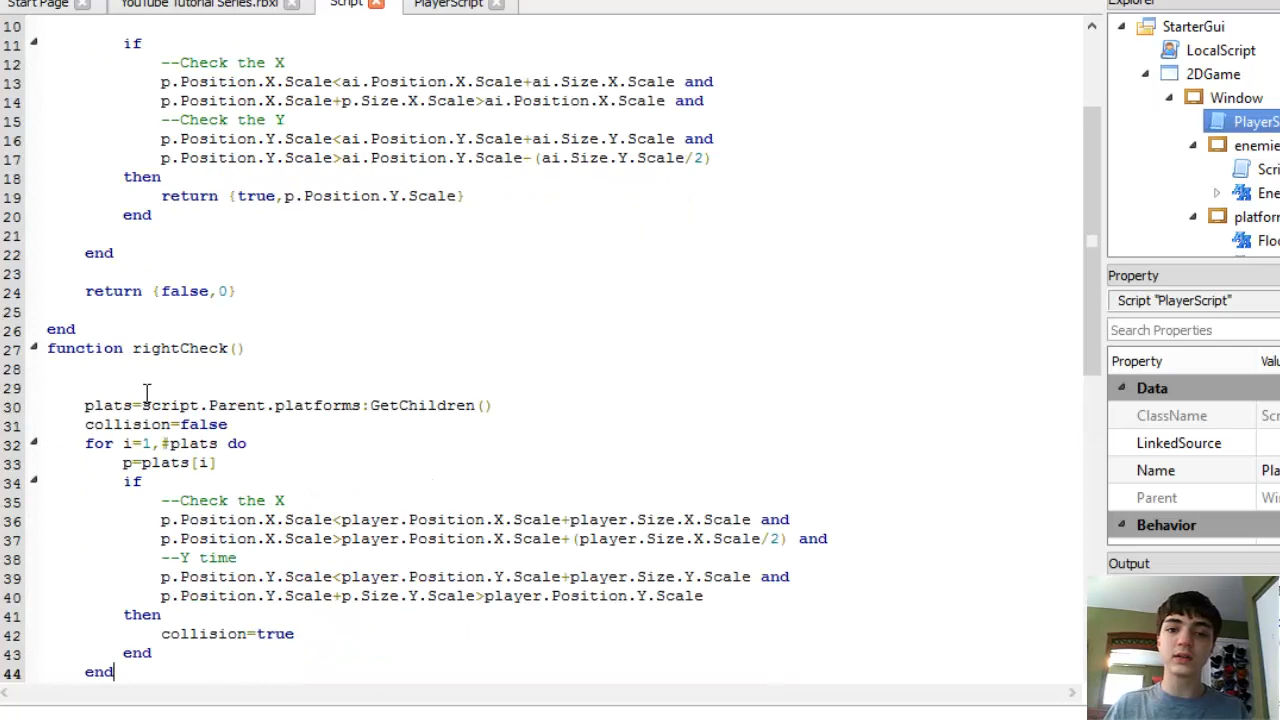 Start Page
YouTube Tutorial Series.rbxl
Script
PlayerScript
10
11 if
12 --Check the X
13 p.Position.X.Scale<ai.Position.X.Scale+ai.Size.X.Scale and
14 p.Position.X.Scale+p.Size.X.Scale>ai.Position.X.Scale and
15 --Check the Y
16 p.Position.Y.Scale<ai.Position.Y.Scale+ai.Size.Y.Scale and
17 p.Position.Y.Scale>ai.Position.Y.Scale-(ai.Size.Y.Scale/2)
18 then
19 return {true,p.Position.Y.Scale}
20 end
21
22 end
23
24 return {false,0}
25
26 end
27 function rightCheck()
28
29
30 plats=script.Parent.platforms:GetChildren()
31 collision=false
32 for i=1,#plats do
33 p=plats[i]
34 if
35 --Check the X
36 p.Position.X.Scale<player.Position.X.Scale+player.Size.X.Scale and
37 p.Position.X.Scale>player.Position.X.Scale+(player.Size.X.Scale/2) and
38 --Y time
39 p.Position.Y.Scale<player.Position.Y.Scale+player.Size.Y.Scale and
40 p.Position.Y.Scale+p.Size.Y.Scale>player.Position.Y.Scale
41 then
42 collision=true
43 end
44 end
Explorer
StarterGui
LocalScript
2DGame
Window
PlayerS
enemie
Scri
Ene
platfor
Floo
Property
Script "PlayerScript"
Search Properties
Property Valu
Data
ClassName Scr
LinkedSource
Name Pla
Parent Wi
Behavior
Output